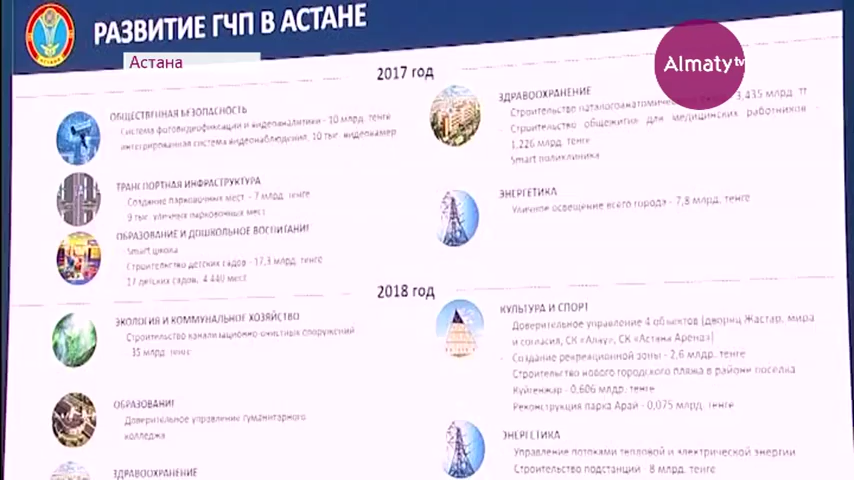 РАЗВИТИЕ ГЧП В АСТАНЕ
Астана
Almaty tv
АСТАНА
2017 год
ОБЩЕСТВЕННАЯ БЕЗОПАСНОСТЬ
Система фотовидеофиксации и видеоаналитики - 10 млрд. тенге
интегрированная система видеонаблюдения, 10 тыс. видеокамер
ТРАНСПОРТНАЯ ИНФРАСТРУКТУРА
Создание парковочных мест - 7 млрд. тенге
9 тыс. уличных парковочных мест
ОБРАЗОВАНИЕ И ДОШКОЛЬНОЕ ВОСПИТАНИЕ
Smart школа
Строительство детских садов - 17,3 млрд. тенге
17 детских садов, 4 440 мест
ЗДРАВООХРАНЕНИЕ
Строительство 3,435 млрд. тт
- Строительство общежития для медицинских работников -
1,226 млрд. тенге
Smart поликлиника
ЭНЕРГЕТИКА
Уличное освещение всего города - 7,8 млрд. тенге
2018 год
ЭКОЛОГИЯ И КОММУНАЛЬНОЕ ХОЗЯЙСТВО
Строительство канализационно-очистных сооружений
35 млрд. тенге
ОБРАЗОВАНИЕ
Доверительное управление гуманитарного
колледжа
ЗДРАВООХРАНЕНИЕ
КУЛЬТУРА И СПОРТ
Доверительное управление 4 объектов (дворец Жастар, мира
и согласия, СК «Алау», СК «Астана Арена»)
- Создание рекреационной зоны - 2,6 млрд. тенге
Строительство нового городского пляжа в районе поселка
Куйгенжар - 0,606 млдр. тенге
Реконструкция парка Арай - 0,075 млрд. тенге
ЭНЕРГЕТИКА
Управление потоками тепловой и электрической энергии
Строительство подстанций - 8 млрд. тенге